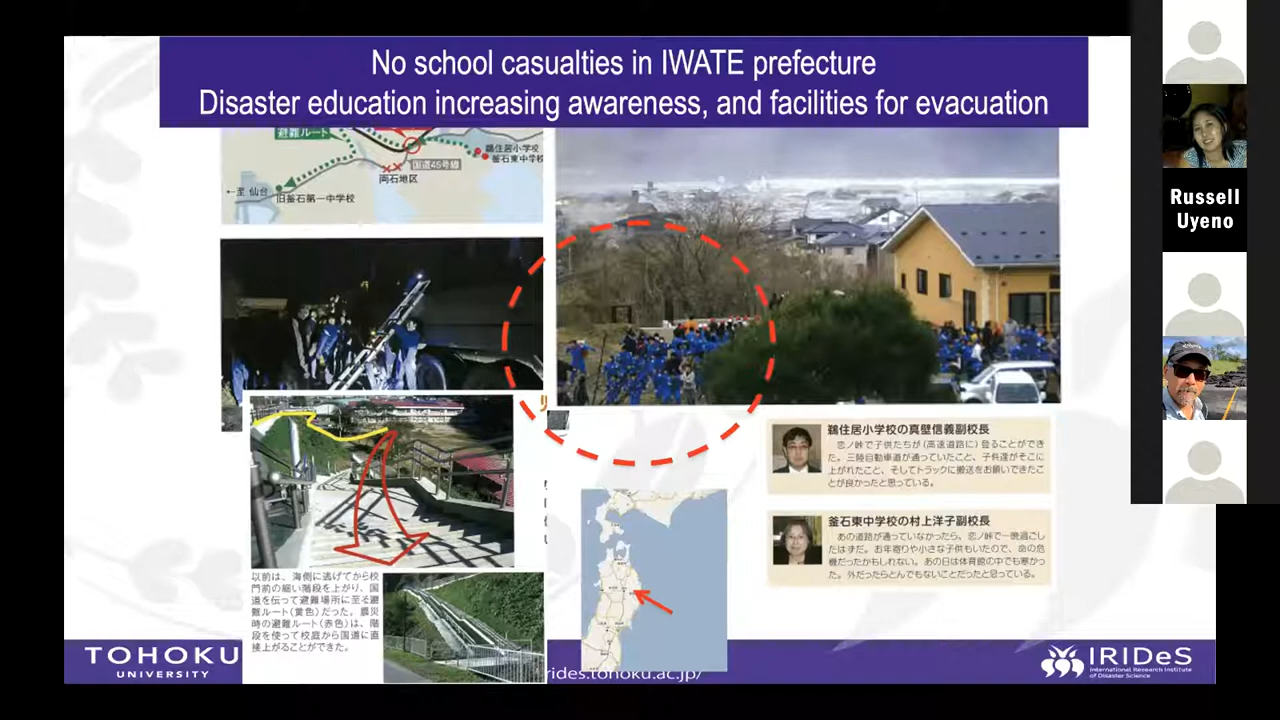 No school casualties in IWATE prefecture
Disaster education increasing awareness, and facilities for evacuation
避難ルート
鵜住居小学校
釜石東中学校
国道45号線
両石地区
←至 仙台
旧釜石第一中学校
Russell
Uyeno
鵜住居小学校の真壁信義副校長
恋ノ峠で子供たちが(高速道路に)登ることができ
た。三陸自動車道が通っていたこと、子供達がそこに
上がれたこと、そしてトラックに搬送をお願いできたこ
とが良かったと思っている。
釜石東中学校の村上洋子副校長
あの道路が通っていなかったら、恋ノ峠で一晩過ごし
たはずだ。お年寄りや小さな子供もいたので、命の危
機だったかもしれない。あの日は体育館の中でも寒かっ
た。外だったらとんでもないことだったと思っている。
以前は、海側に逃げてから校
門前の細い階段を上がり、国
道を伝って避難場所に至る避
難ルート(黄色)だった。震災
時の避難ルート(赤色)は、階
段を使って校庭から国道に直
接上がることができた。
TOHOKU
UNIVERSITY
rides.tohoku.ac.jp/
IRIDeS
International Research Institute
of Disaster Science